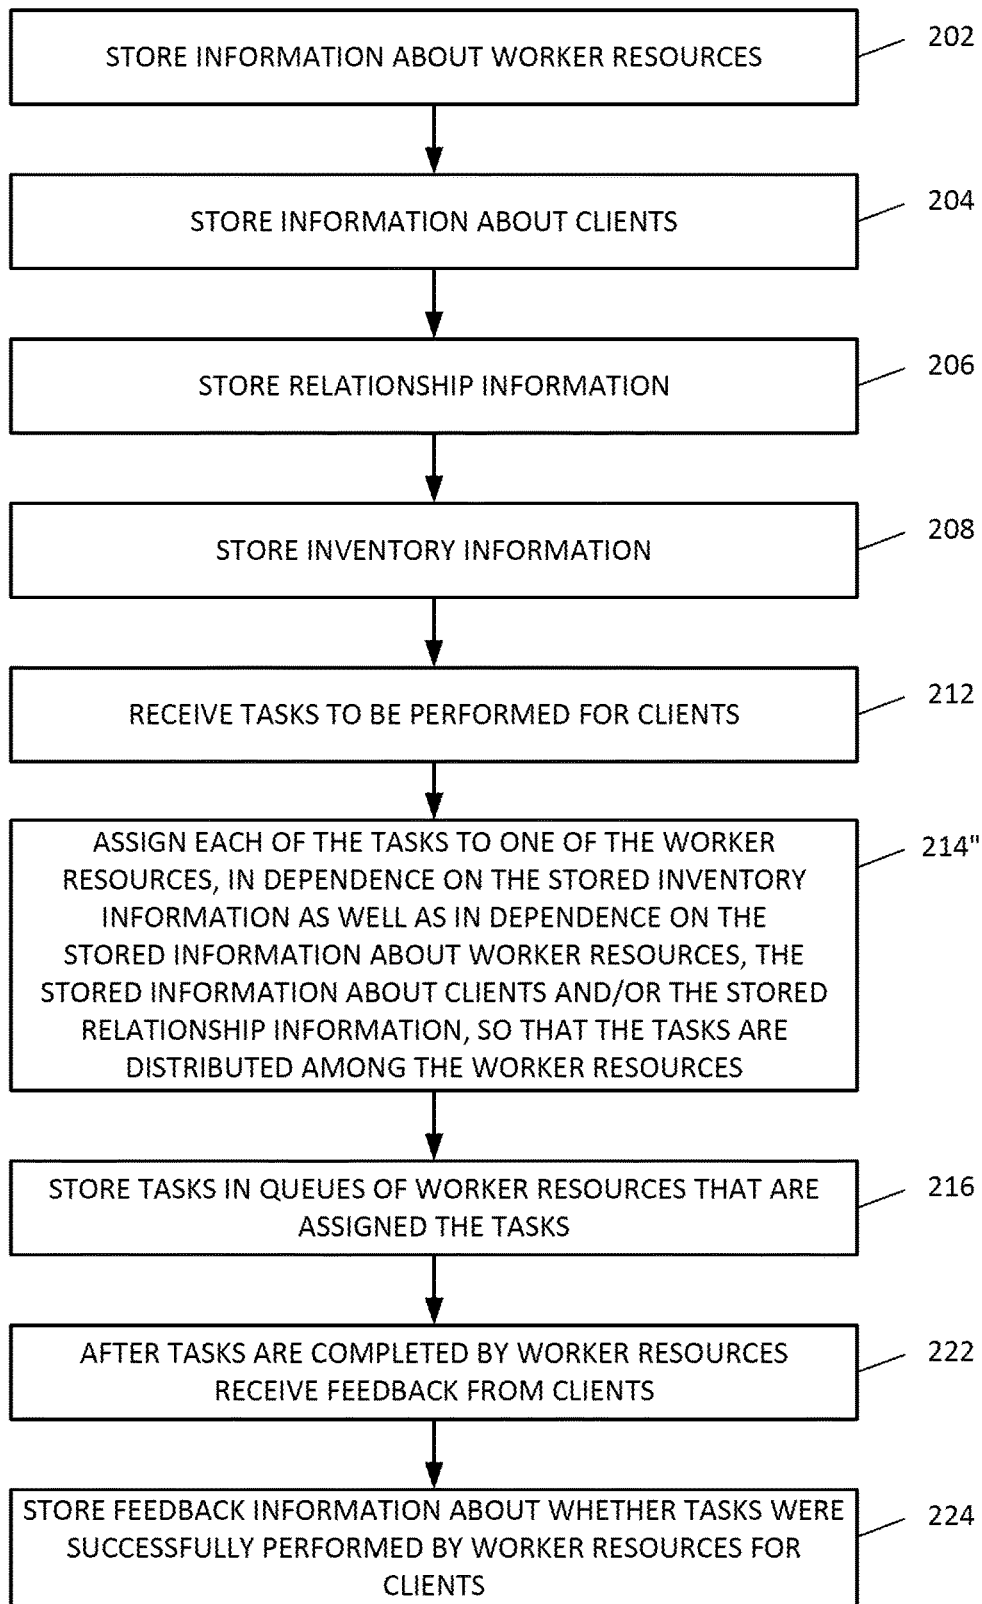 STORE INFORMATION ABOUT WORKER RESOURCES
202
STORE INFORMATION ABOUT CLIENTS
204
STORE RELATIONSHIP INFORMATION
206
STORE INVENTORY INFORMATION
208
RECEIVE TASKS TO BE PERFORMED FOR CLIENTS
212
ASSIGN EACH OF THE TASKS TO ONE OF THE WORKER
RESOURCES, IN DEPENDENCE ON THE STORED INVENTORY
INFORMATION AS WELL AS IN DEPENDENCE ON THE
STORED INFORMATION ABOUT WORKER RESOURCES, THE
STORED INFORMATION ABOUT CLIENTS AND/OR THE STORED
RELATIONSHIP INFORMATION, SO THAT THE TASKS ARE
DISTRIBUTED AMONG THE WORKER RESOURCES
214"
STORE TASKS IN QUEUES OF WORKER RESOURCES THAT ARE
ASSIGNED THE TASKS
216
AFTER TASKS ARE COMPLETED BY WORKER RESOURCES
RECEIVE FEEDBACK FROM CLIENTS
222
STORE FEEDBACK INFORMATION ABOUT WHETHER TASKS WERE
SUCCESSFULLY PERFORMED BY WORKER RESOURCES FOR
CLIENTS
224